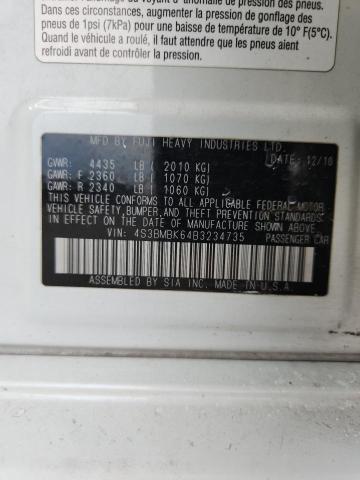 d'anomalie de pression des pneus.
Dans ces circonstances, augmenter la pression de gonflage des
pneus de 1psi (7kPa) pour une baisse de température de 10° F(5°C).
Quand le véhicule a roulé, il faut attendre que les pneus aient
refroidi avant de contrôler la pression.
MFD BY FUJI HEAVY INDUSTRIES LTD.
GVWR: 4435 LB ( 2010 KG) DATE: 12/10
GAWR: F 2360 LB ( 1070 KG)
GAWR: R 2340 LB ( 1060 KG)
THIS VEHICLE CONFORMS TO ALL APPLICABLE FEDERAL MOTOR
VEHICLE SAFETY, BUMPER, AND THEFT PREVENTION STANDARDS
IN EFFECT ON THE DATE OF MANUFACTURE SHOWN ABOVE.
VIN: 4S3BMBK64B3234735 PASSENGER CAR
ASSEMBLED BY SIA INC. MADE IN U.S.A.